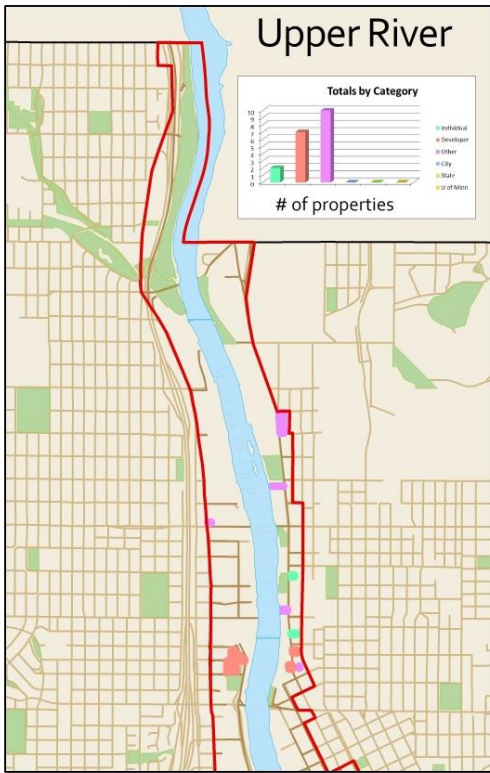 Upper River
Totals by Category
10
9
8
7
6
5
4
3
2
1
0
Individual
Developer
Other
City
State
U of Minn
# of properties